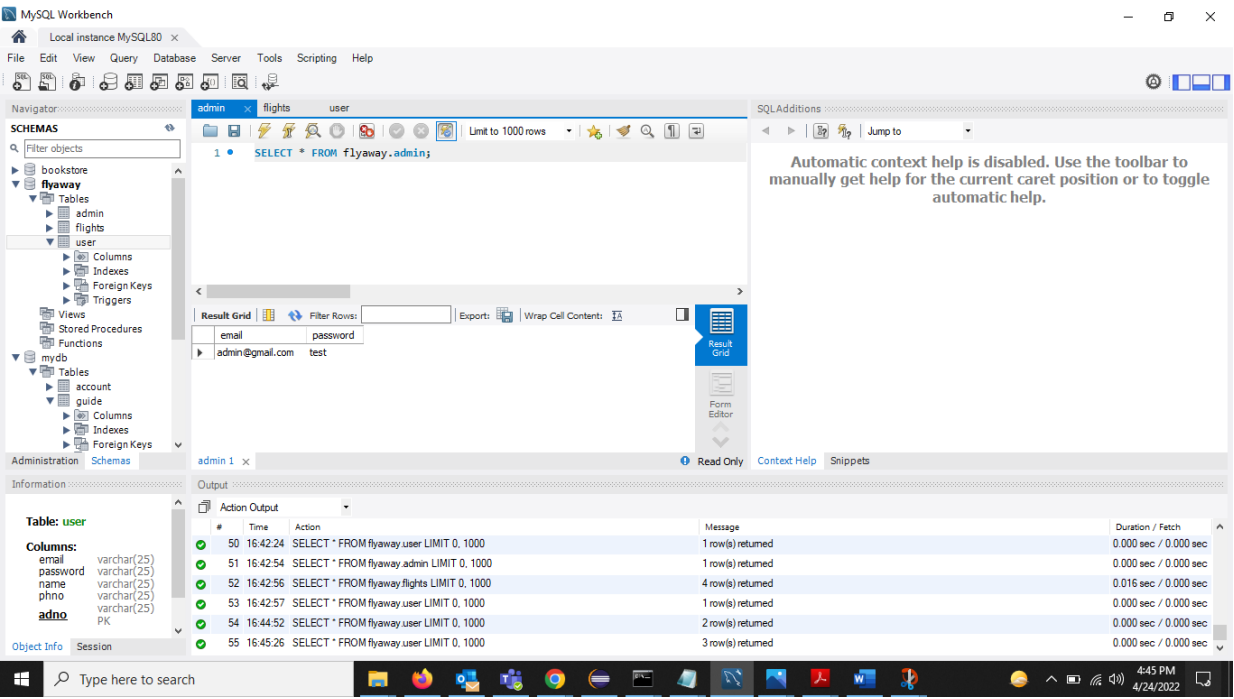 MySQL Workbench
Local instance MySQL80
File Edit View Query Database Server Tools Scripting Help
Navigator
SCHEMAS
Filter objects
bookstore
flyaway
Tables
admin
flights
user
Columns
Indexes
Foreign Keys
Triggers
Views
Stored Procedures
Functions
mydb
Tables
account
guide
Columns
Indexes
Foreign Keys
Administration Schemas
admin flights user
Limit to 1000 rows
1 SELECT * FROM flyaway.admin;
Result Grid Filter Rows: Export: Wrap Cell Content:
email password
admin@gmail.com test
Result
Grid
Form
Editor
admin 1 Read Only
SQLAdditions
Jump to
Automatic context help is disabled. Use the toolbar to
manually get help for the current caret position or to toggle
automatic help.
Context Help Snippets
Information
Table: user
Columns:
email varchar(25)
password varchar(25)
name varchar(25)
phno varchar(25)
adno varchar(25)
PK
Object Info Session
Output
Action Output
# Time Action Message Duration / Fetch
50 16:42:24 SELECT * FROM flyaway.user LIMIT 0, 1000 1 row(s) returned 0.000 sec / 0.000 sec
51 16:42:54 SELECT * FROM flyaway.admin LIMIT 0, 1000 1 row(s) returned 0.000 sec / 0.000 sec
52 16:42:56 SELECT * FROM flyaway.flights LIMIT 0, 1000 4 row(s) returned 0.016 sec / 0.000 sec
53 16:42:57 SELECT * FROM flyaway.user LIMIT 0, 1000 1 row(s) returned 0.000 sec / 0.000 sec
54 16:44:52 SELECT * FROM flyaway.user LIMIT 0, 1000 2 row(s) returned 0.000 sec / 0.000 sec
55 16:45:26 SELECT * FROM flyaway.user LIMIT 0, 1000 3 row(s) returned 0.000 sec / 0.000 sec
Type here to search
4:45 PM
4/24/2022